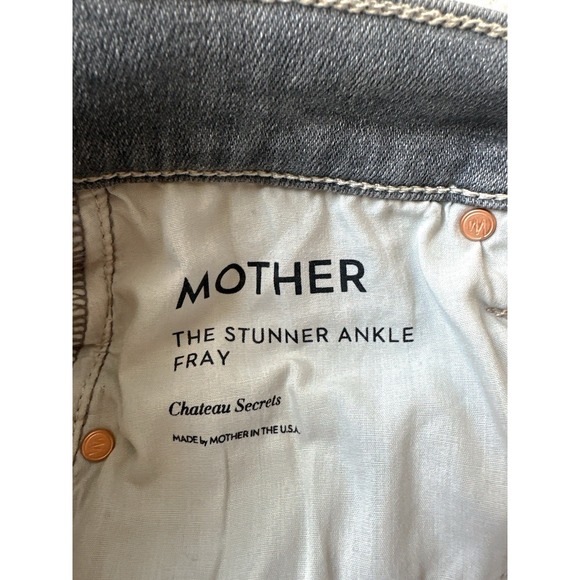 MOTHER
THE STUNNER ANKLE
FRAY
Chateau Secrets
MADE by MOTHER IN THE U.S.A.